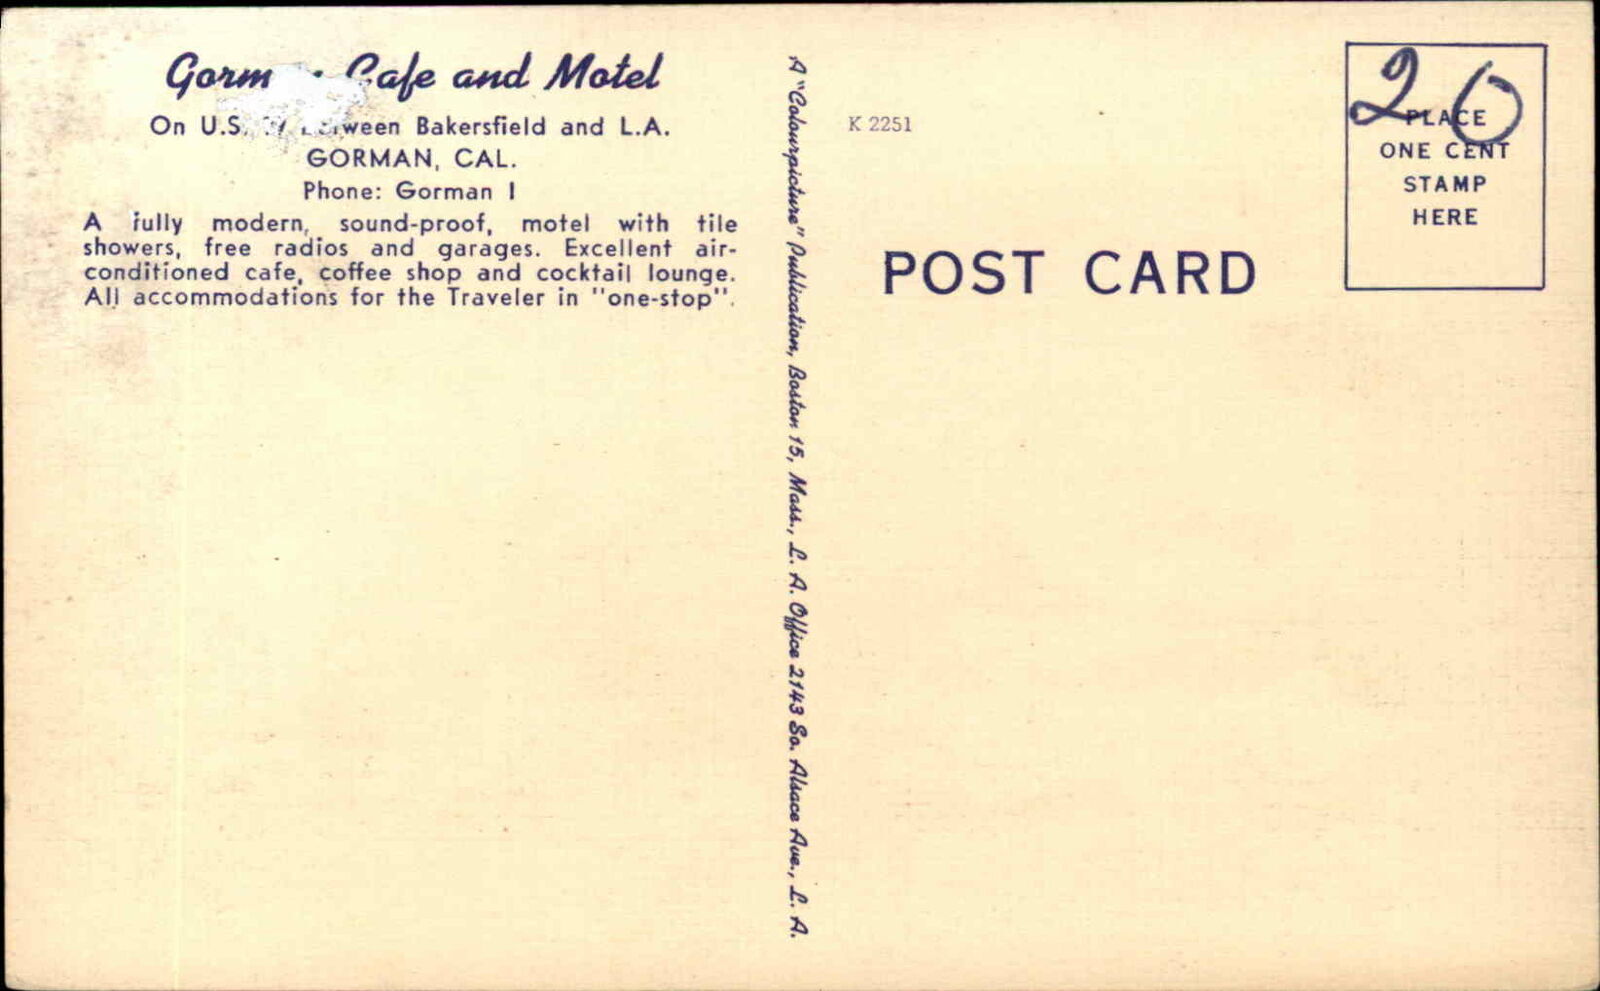 Cafe and Motel
On U.S. Bakersfield and L.A.
GORMAN, CAL.
Phone: Gorman 1
A fully modern, sound-proof, motel with tile
showers, free radios and garages. Excellent air-
conditioned cafe, coffee shop and cocktail lounge.
All accommodations for the Traveler in "one-stop".
A "Colourpicture" Publication, Boston 15, Mass., L. A. Office 2143 So. Alsace Ave., L. A.
K 2251
POST CARD
20
PLACE
ONE CENT
STAMP
HERE